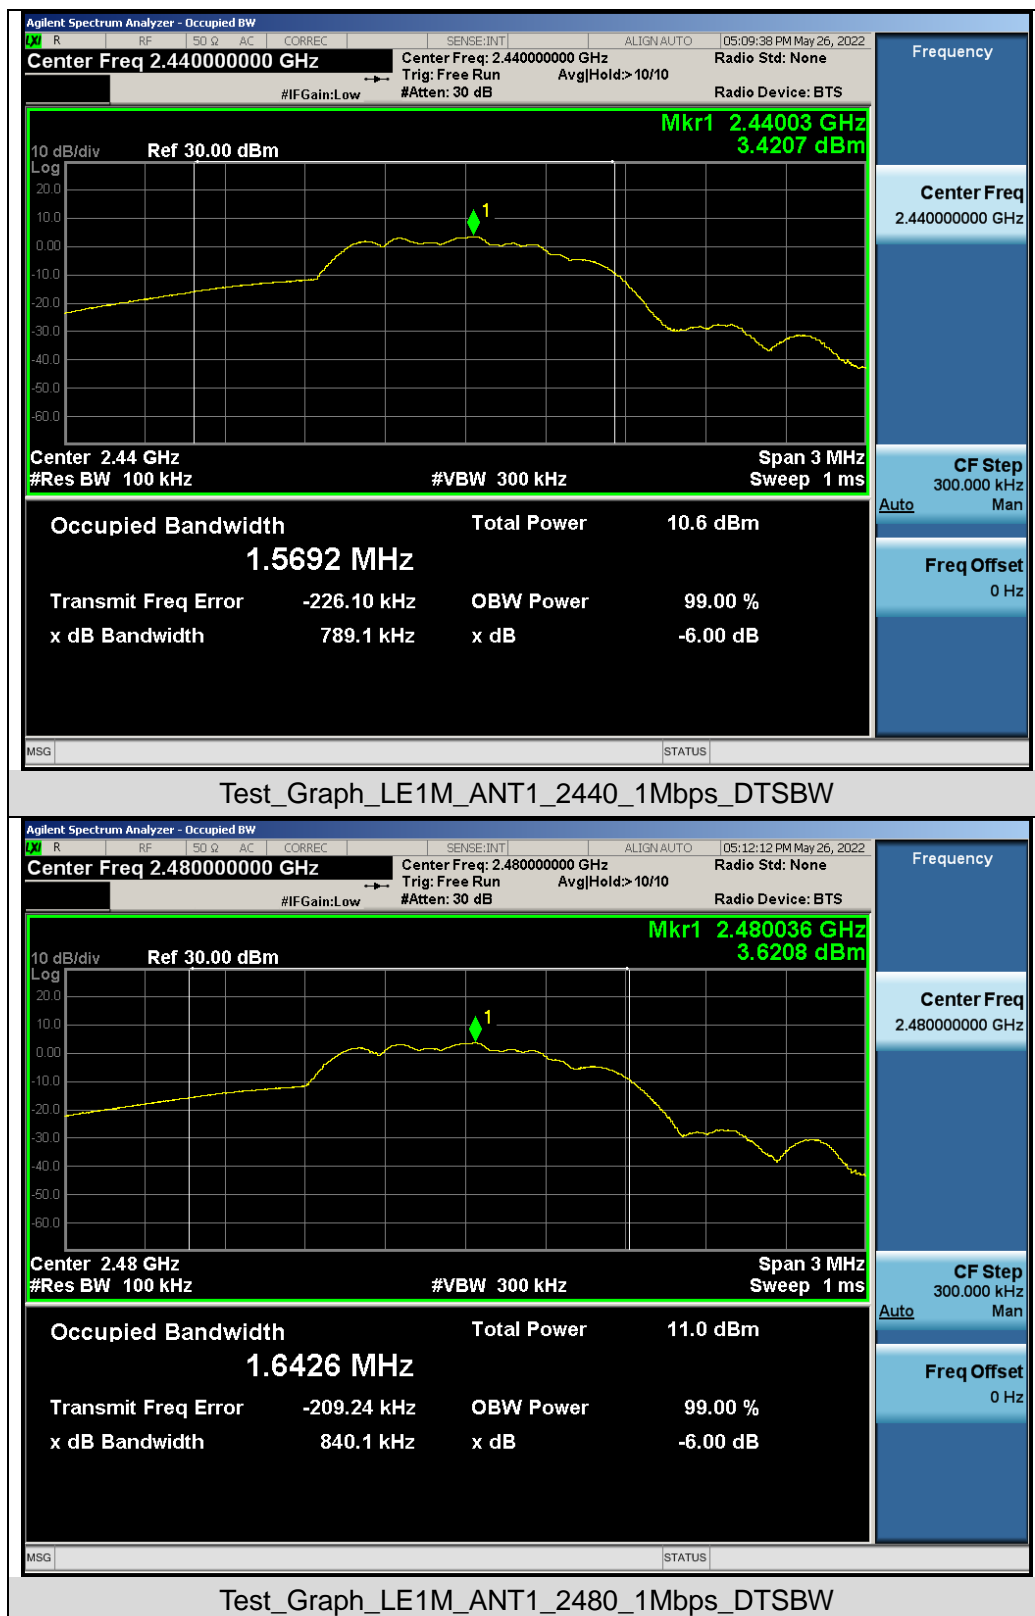 Agilent Spectrum Analyzer - Occupied BW
LXI R RF 50 Ω AC CORREC SENSE:INT ALIGN AUTO 05:09:38 PM May 26, 2022
Center Freq 2.440000000 GHz
Center Freq: 2.440000000 GHz
Radio Std: None
Trig: Free Run Avg|Hold:>10/10
#IFGain:Low
#Atten: 30 dB
Radio Device: BTS
Frequency
Mkr1 2.44003 GHz
3.4207 dBm
10 dB/div Ref 30.00 dBm
Log
20.0
10.0
0.00
-10.0
-20.0
-30.0
-40.0
-50.0
-60.0
1
Center 2.44 GHz Span 3 MHz
#Res BW 100 kHz #VBW 300 kHz Sweep 1 ms
Center Freq
2.440000000 GHz
CF Step
300.000 kHz
Auto Man
Freq Offset
0 Hz
Occupied Bandwidth Total Power 10.6 dBm
1.5692 MHz
Transmit Freq Error -226.10 kHz OBW Power 99.00 %
x dB Bandwidth 789.1 kHz x dB -6.00 dB
MSG STATUS
Test_Graph_LE1M_ANT1_2440_1Mbps_DTSBW
Agilent Spectrum Analyzer - Occupied BW
LXI R RF 50 Ω AC CORREC SENSE:INT ALIGN AUTO 05:12:12 PM May 26, 2022
Center Freq 2.480000000 GHz
Center Freq: 2.480000000 GHz
Radio Std: None
Trig: Free Run Avg|Hold:>10/10
#IFGain:Low
#Atten: 30 dB
Radio Device: BTS
Frequency
Mkr1 2.480036 GHz
3.6208 dBm
10 dB/div Ref 30.00 dBm
Log
20.0
10.0
0.00
-10.0
-20.0
-30.0
-40.0
-50.0
-60.0
1
Center 2.48 GHz Span 3 MHz
#Res BW 100 kHz #VBW 300 kHz Sweep 1 ms
Center Freq
2.480000000 GHz
CF Step
300.000 kHz
Auto Man
Freq Offset
0 Hz
Occupied Bandwidth Total Power 11.0 dBm
1.6426 MHz
Transmit Freq Error -209.24 kHz OBW Power 99.00 %
x dB Bandwidth 840.1 kHz x dB -6.00 dB
MSG STATUS
Test_Graph_LE1M_ANT1_2480_1Mbps_DTSBW